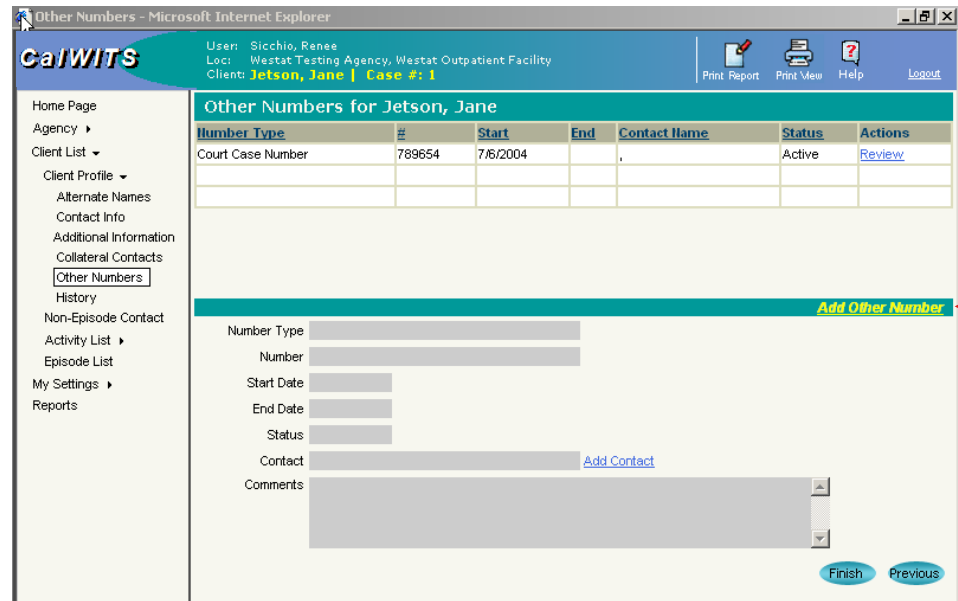 Other Numbers - Microsoft Internet Explorer
CalWITS
User: Sicchio, Renee
Loc: Westat Testing Agency, Westat Outpatient Facility
Client: Jetson, Jane | Case #: 1
Print Report Print View Help Logout
Home Page
Agency
Client List
Client Profile
Alternate Names
Contact Info
Additional Information
Collateral Contacts
Other Numbers
History
Non-Episode Contact
Activity List
Episode List
My Settings
Reports
Other Numbers for Jetson, Jane
Number Type # Start End Contact Name Status Actions
Court Case Number 789654 7/6/2004 , Active Review
Add Other Number
Number Type
Number
Start Date
End Date
Status
Contact Add Contact
Comments
Finish Previous